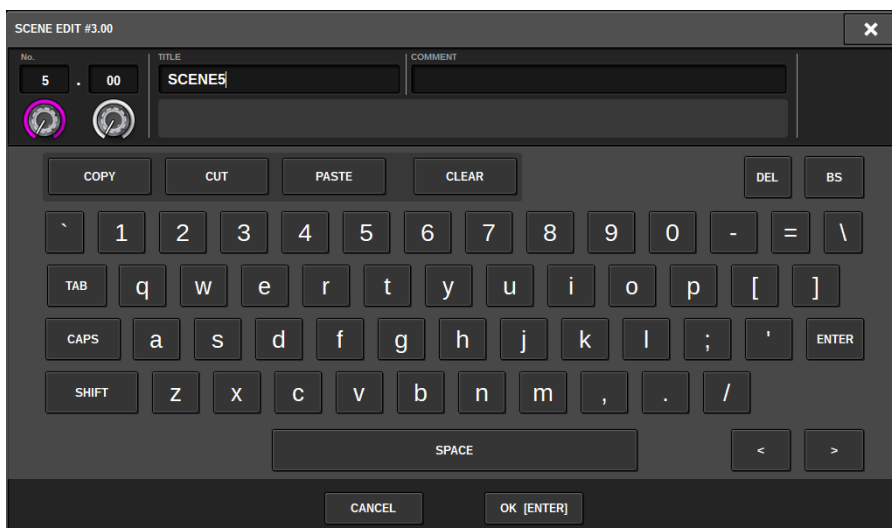 SCENE EDIT #3.00 ×
No. TITLE COMMENT
5 . 00 SCENE5
COPY CUT PASTE CLEAR DEL BS
` 1 2 3 4 5 6 7 8 9 0 - = \
TAB q w e r t y u i o p [ ]
CAPS a s d f g h j k l ; ' ENTER
SHIFT z x c v b n m , . /
SPACE < >
CANCEL OK [ENTER]